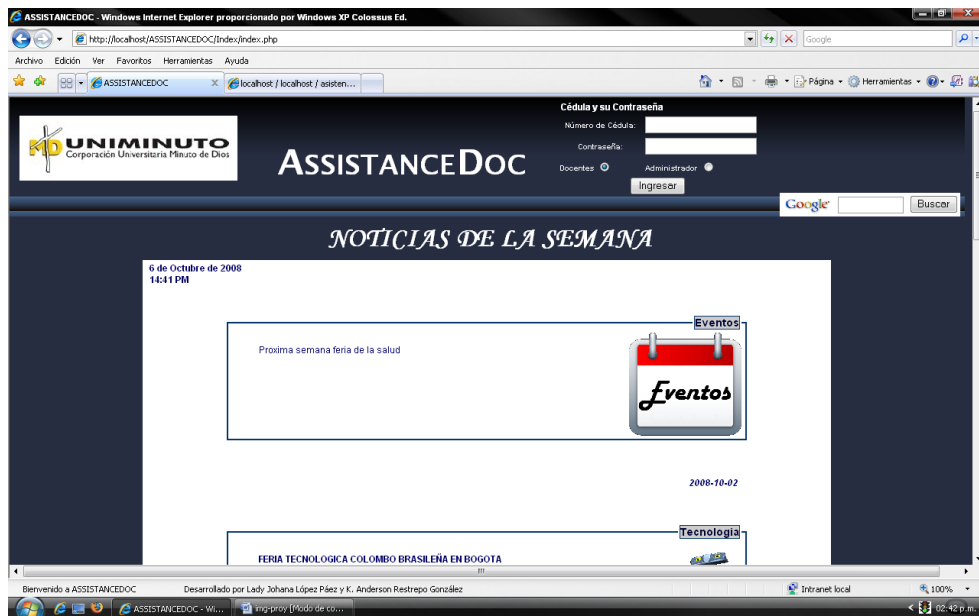 ASSISTANCEDOC - Windows Internet Explorer proporcionado por Windows XP Colossus Ed.
http://localhost/ASSISTANCEDOC/Index/index.php
Google
Archivo Edición Ver Favoritos Herramientas Ayuda
ASSISTANCEDOC
localhost / localhost / asisten...
Página
Herramientas
UNIMINUTO
Corporación Universitaria Minuto de Dios
ASSISTANCEDOC
Cédula y su Contraseña
Número de Cédula:
Contraseña:
Docentes Administrador
Ingresar
Google Buscar
NOTICIAS DE LA SEMANA
6 de Octubre de 2008
14:41 PM
Eventos
Proxima semana feria de la salud
Eventos
2008-10-02
Tecnologia
FERIA TECNOLOGICA COLOMBO BRASILEÑA EN BOGOTA
Bienvenido a ASSISTANCEDOC Desarrollado por Lady Johana López Páez y K. Anderson Restrepo González Intranet local 100%
ASSISTANCEDOC - Wi... img-proy [Modo de co... 02:42 p.m.